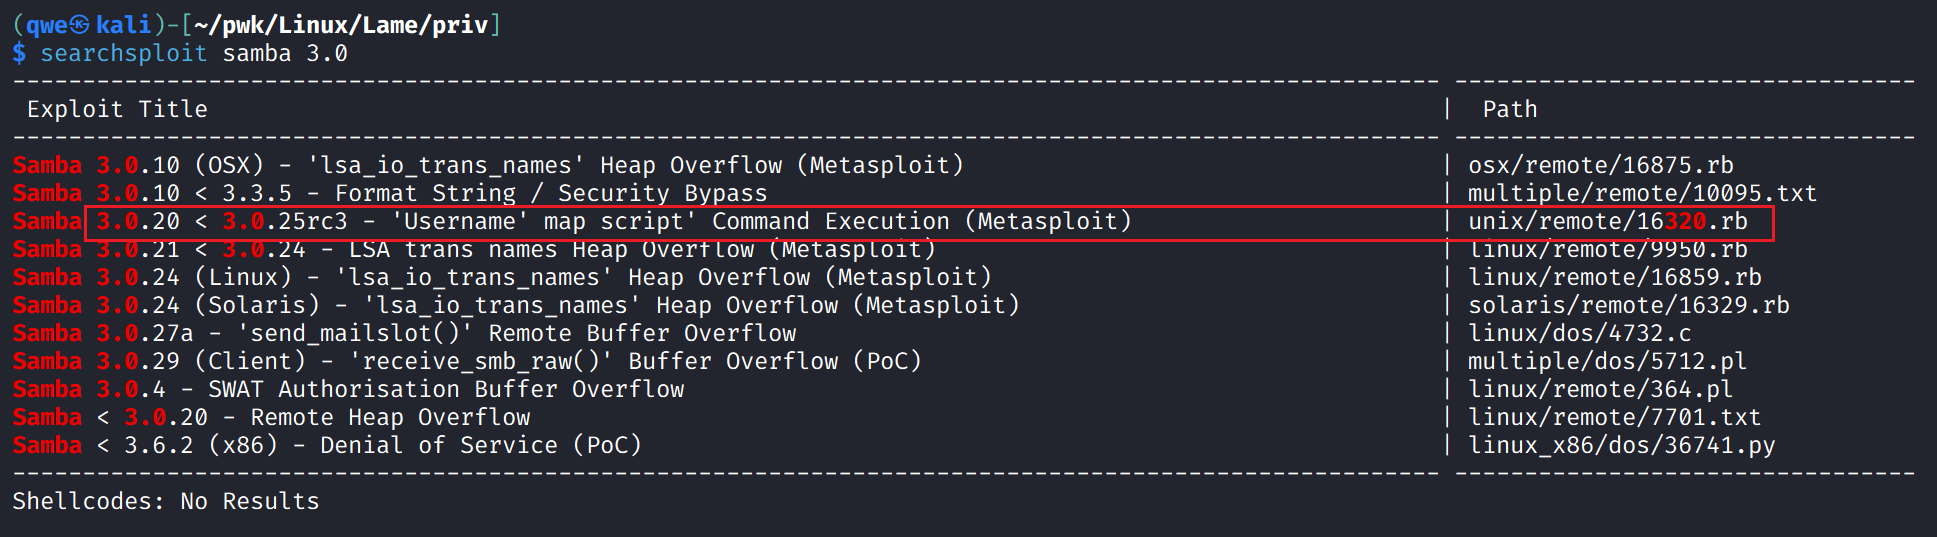 (qwe㉿kali)-[~/pwk/Linux/Lame/priv]
$ searchsploit samba 3.0
------------------------------------------------------------------------------------------------------ ---------------------------------
 Exploit Title                                                                                        |  Path
------------------------------------------------------------------------------------------------------ ---------------------------------
Samba 3.0.10 (OSX) - 'lsa_io_trans_names' Heap Overflow (Metasploit)                                  | osx/remote/16875.rb
Samba 3.0.10 < 3.3.5 - Format String / Security Bypass                                                | multiple/remote/10095.txt
Samba 3.0.20 < 3.0.25rc3 - 'Username' map script' Command Execution (Metasploit)                      | unix/remote/16320.rb
Samba 3.0.21 < 3.0.24 - LSA trans names Heap Overflow (Metasploit)                                    | linux/remote/9950.rb
Samba 3.0.24 (Linux) - 'lsa_io_trans_names' Heap Overflow (Metasploit)                                | linux/remote/16859.rb
Samba 3.0.24 (Solaris) - 'lsa_io_trans_names' Heap Overflow (Metasploit)                              | solaris/remote/16329.rb
Samba 3.0.27a - 'send_mailslot()' Remote Buffer Overflow                                              | linux/dos/4732.c
Samba 3.0.29 (Client) - 'receive_smb_raw()' Buffer Overflow (PoC)                                     | multiple/dos/5712.pl
Samba 3.0.4 - SWAT Authorisation Buffer Overflow                                                      | linux/remote/364.pl
Samba < 3.0.20 - Remote Heap Overflow                                                                 | linux/remote/7701.txt
Samba < 3.6.2 (x86) - Denial of Service (PoC)                                                         | linux_x86/dos/36741.py
------------------------------------------------------------------------------------------------------ ---------------------------------
Shellcodes: No Results